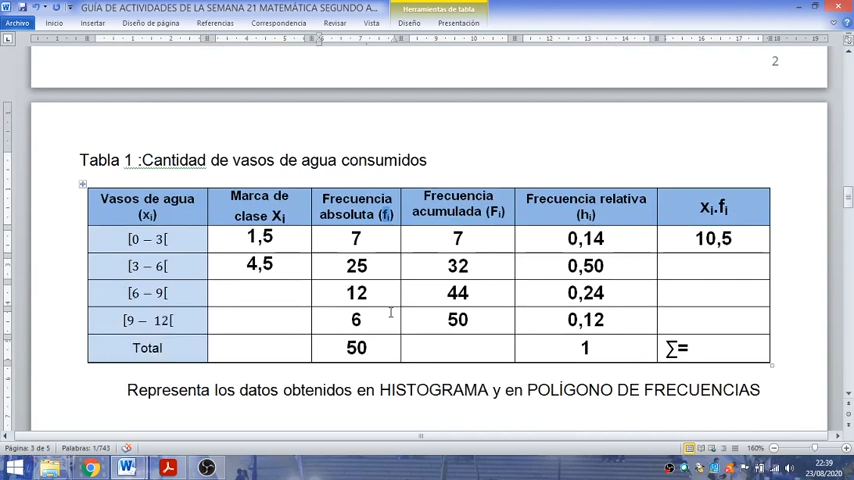 GUÍA DE ACTIVIDADES DE LA SEMANA 21 MATEMÁTICA SEGUNDO A...
Herramientas de tabla
Archivo Inicio Insertar Diseño de página Referencias Correspondencia Revisar Vista Diseño Presentación
2
Tabla 1 :Cantidad de vasos de agua consumidos
Vasos de agua (xᵢ) Marca de clase Xᵢ Frecuencia absoluta (fᵢ) Frecuencia acumulada (Fᵢ) Frecuencia relativa (hᵢ) xᵢ.fᵢ
[0 – 3[ 1,5 7 7 0,14 10,5
[3 – 6[ 4,5 25 32 0,50
[6 – 9[ 12 44 0,24
[9 – 12[ 6 50 0,12
Total 50 1 ∑=
Representa los datos obtenidos en HISTOGRAMA y en POLÍGONO DE FRECUENCIAS
Página: 3 de 5 Palabras: 1/743 160%
22:39
23/08/2020